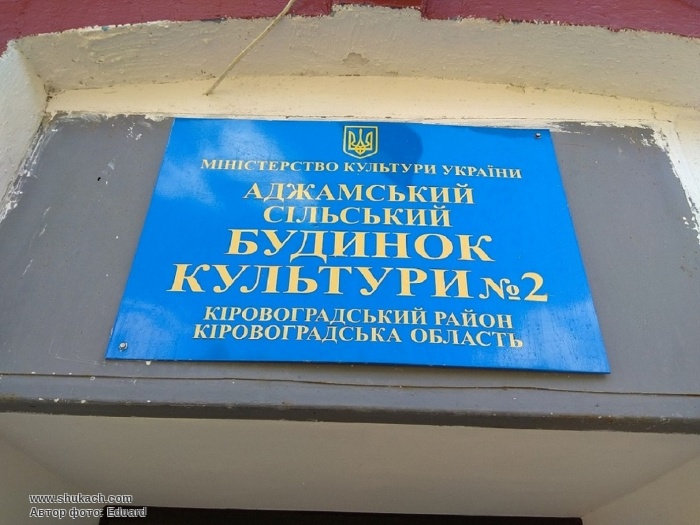 МІНІСТЕРСТВО КУЛЬТУРИ УКРАЇНИ
АДЖАМСЬКИЙ
СІЛЬСЬКИЙ
БУДИНОК
КУЛЬТУРИ №2
КІРОВОГРАДСЬКИЙ РАЙОН
КІРОВОГРАДСЬКА ОБЛАСТЬ
www.shukach.com
Автор фото: Eduard